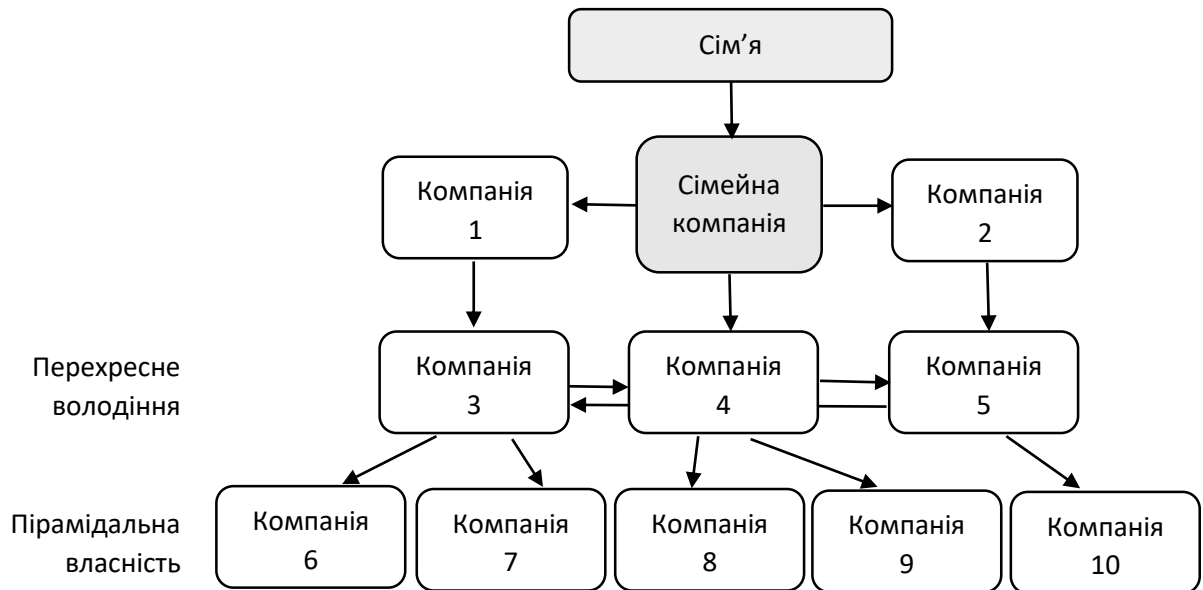 Сім’я
Сімейна
компанія
Компанія
1
Компанія
2
Перехресне
володіння
Компанія
3
Компанія
4
Компанія
5
Пірамідальна
власність
Компанія
6
Компанія
7
Компанія
8
Компанія
9
Компанія
10